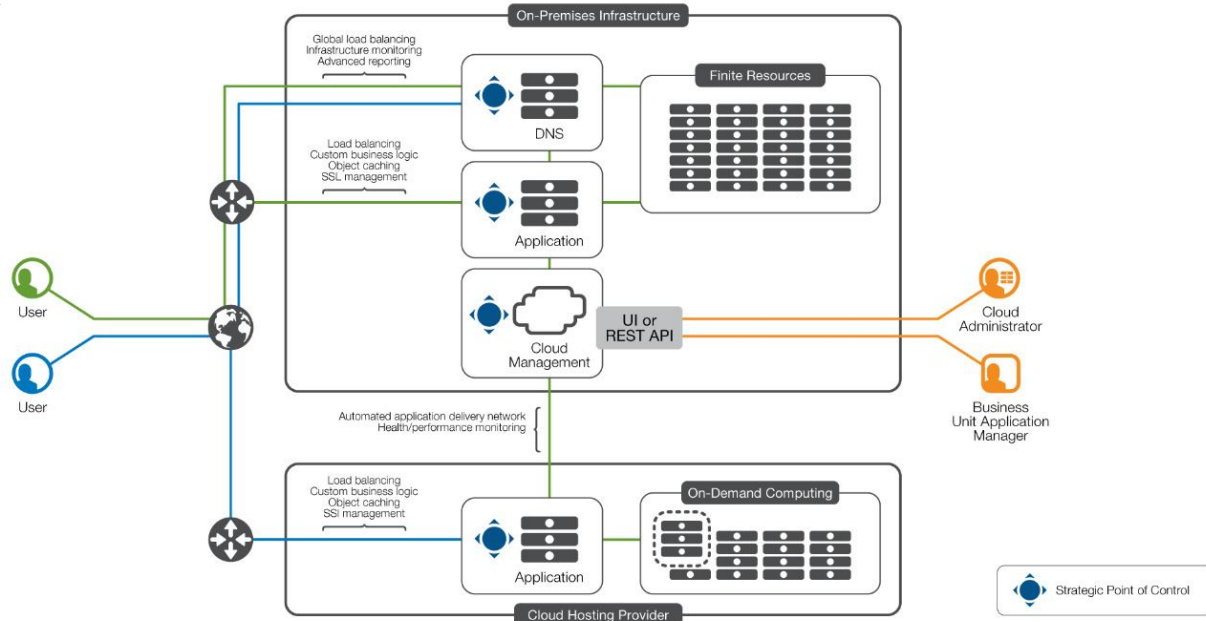 On-Premises Infrastructure
Global load balancing
Infrastructure monitoring
Advanced reporting
DNS
Finite Resources
Load balancing
Custom business logic
Object caching
SSL management
Application
User
User
Cloud
Management
UI or
REST API
Cloud
Administrator
Business
Unit Application
Manager
Automated application delivery network
Health/performance monitoring
Load balancing
Custom business logic
Object caching
SSl management
Application
On-Demand Computing
Cloud Hosting Provider
Strategic Point of Control